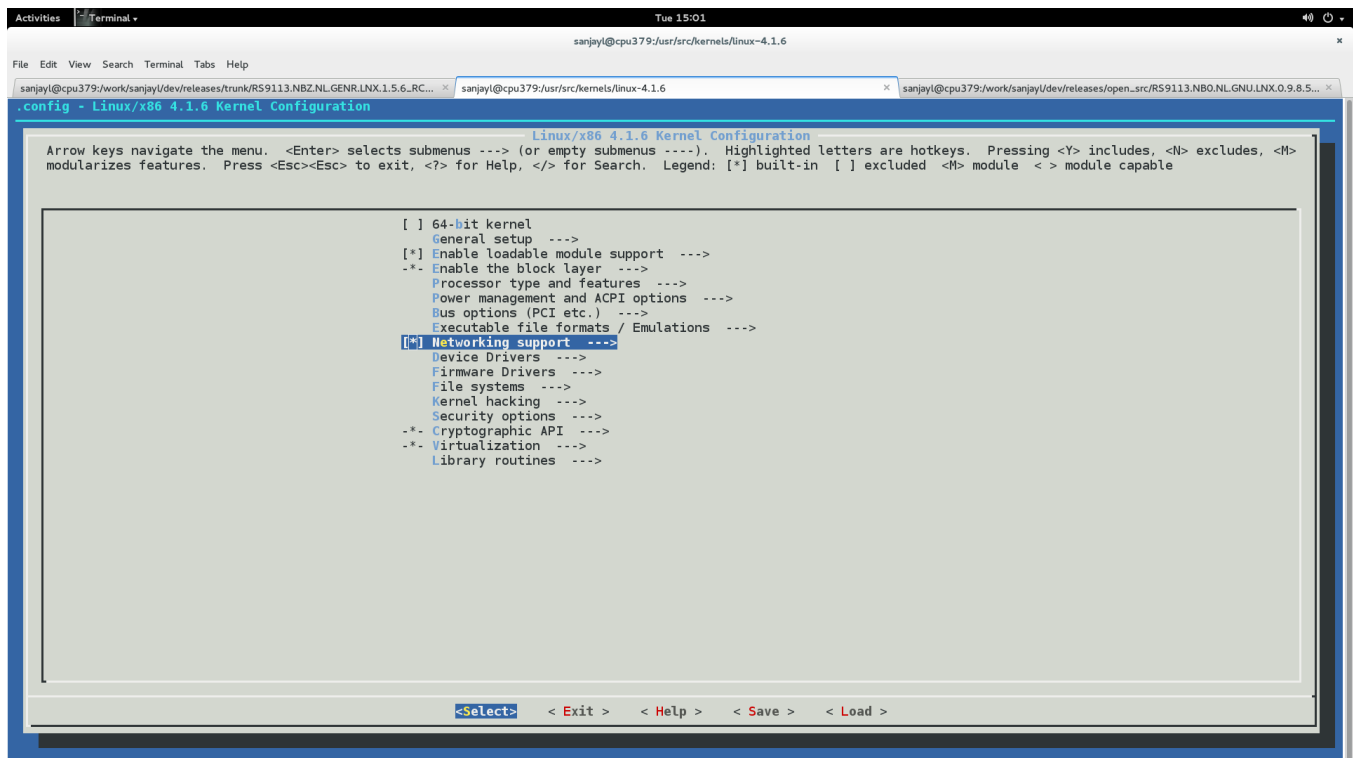 Activities Terminal Tue 15:01
sanjayl@cpu379:/usr/src/kernels/linux-4.1.6
File Edit View Search Terminal Tabs Help
sanjayl@cpu379:/work/sanjayl/dev/releases/trunk/RS9113.NBZ.NL.GENR.LNX.1.5.6_RC... × sanjayl@cpu379:/usr/src/kernels/linux-4.1.6 × sanjayl@cpu379:/work/sanjayl/dev/releases/open_src/RS9113.NB0.NL.GNU.LNX.0.9.8.5... ×
.config - Linux/x86 4.1.6 Kernel Configuration
Linux/x86 4.1.6 Kernel Configuration
Arrow keys navigate the menu. <Enter> selects submenus ---> (or empty submenus ----). Highlighted letters are hotkeys. Pressing <Y> includes, <N> excludes, <M>
modularizes features. Press <Esc><Esc> to exit, <?> for Help, </> for Search. Legend: [*] built-in [ ] excluded <M> module < > module capable
[ ] 64-bit kernel
General setup --->
[*] Enable loadable module support --->
-*- Enable the block layer --->
Processor type and features --->
Power management and ACPI options --->
Bus options (PCI etc.) --->
Executable file formats / Emulations --->
[*] Networking support --->
Device Drivers --->
Firmware Drivers --->
File systems --->
Kernel hacking --->
Security options --->
-*- Cryptographic API --->
-*- Virtualization --->
Library routines --->
<Select> < Exit > < Help > < Save > < Load >